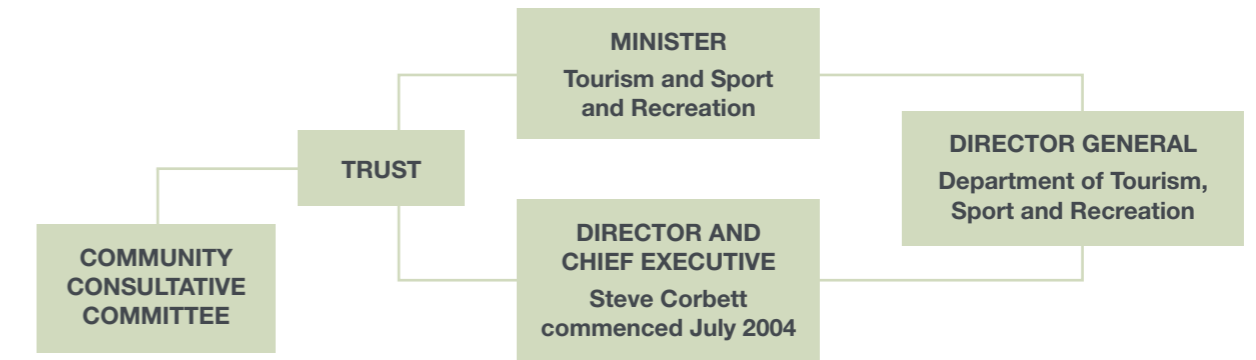 MINISTER
Tourism and Sport
and Recreation
DIRECTOR GENERAL
Department of Tourism,
Sport and Recreation
TRUST
DIRECTOR AND
CHIEF EXECUTIVE
Steve Corbett
commenced July 2004
COMMUNITY
CONSULTATIVE
COMMITTEE